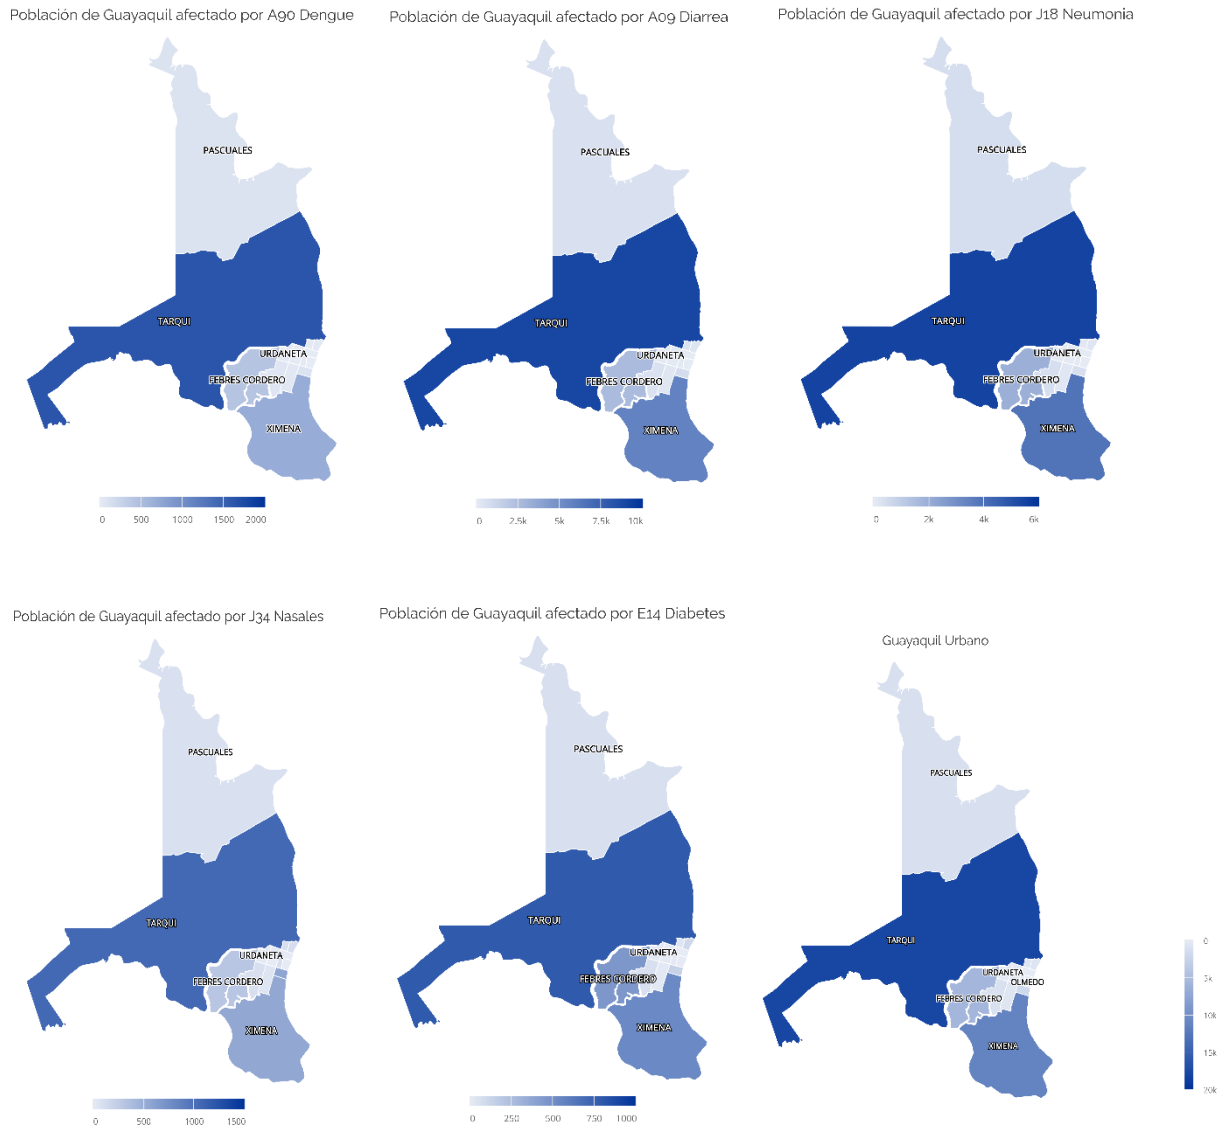 Población de Guayaquil afectado por A90 Dengue
PASCUALES
TARQUI
URDANETA
FEBRES CORDERO
XIMENA
0 500 1000 1500 2000
Población de Guayaquil afectado por A09 Diarrea
PASCUALES
TARQUI
URDANETA
FEBRES CORDERO
XIMENA
0 2.5k 5k 7.5k 10k
Población de Guayaquil afectado por J18 Neumonia
PASCUALES
TARQUI
URDANETA
FEBRES CORDERO
XIMENA
0 2k 4k 6k
Población de Guayaquil afectado por J34 Nasales
PASCUALES
TARQUI
URDANETA
FEBRES CORDERO
XIMENA
0 500 1000 1500
Población de Guayaquil afectado por E14 Diabetes
PASCUALES
TARQUI
URDANETA
FEBRES CORDERO
XIMENA
0 250 500 750 1000
Guayaquil Urbano
PASCUALES
TARQUI
URDANETA
OLMEDO
FEBRES CORDERO
XIMENA
0
5k
10k
15k
20k